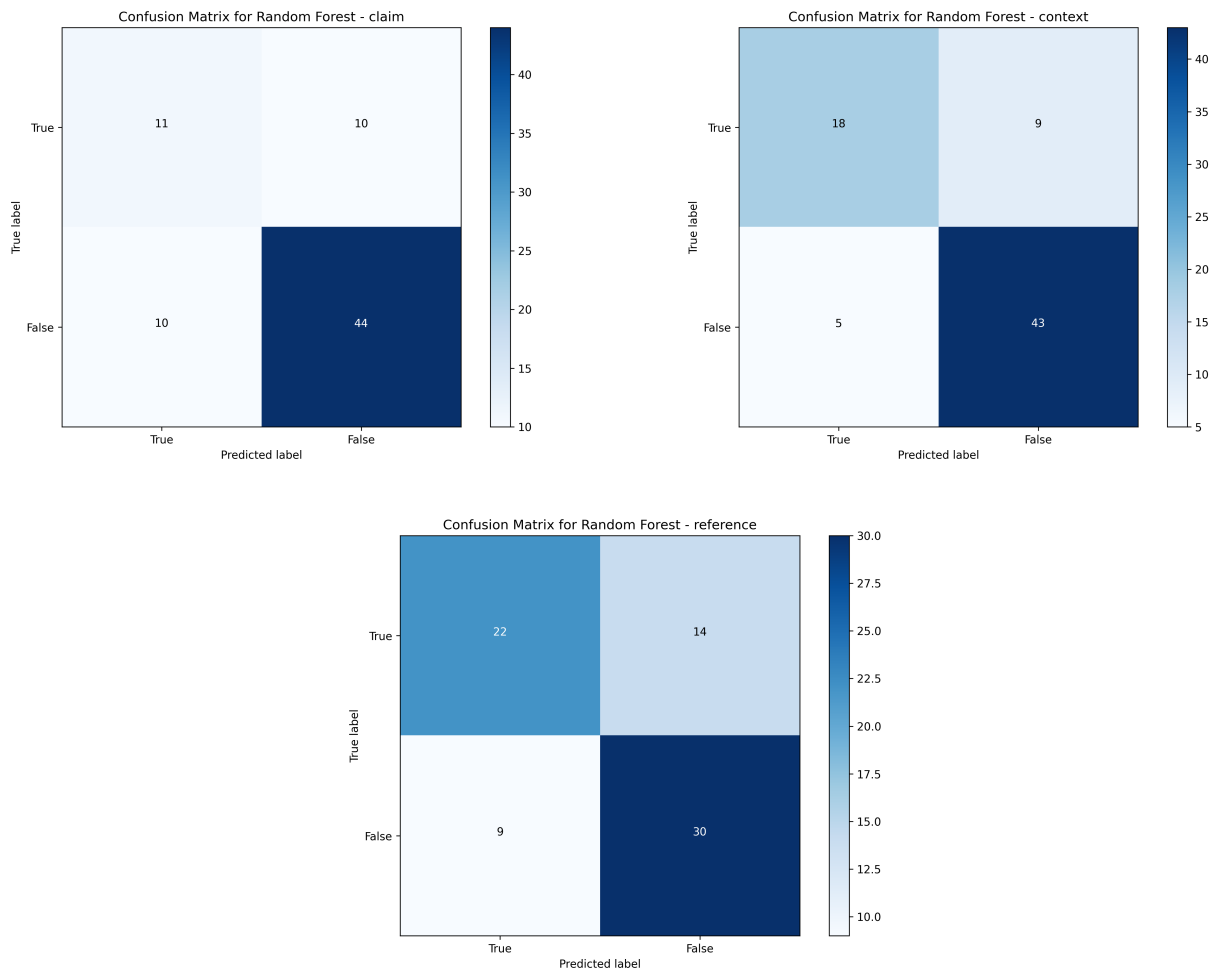 Confusion Matrix for Random Forest - claim
True
False
True label
11
10
10
44
True
False
Predicted label
40
35
30
25
20
15
10
Confusion Matrix for Random Forest - context
True
False
True label
18
9
5
43
True
False
Predicted label
40
35
30
25
20
15
10
5
Confusion Matrix for Random Forest - reference
True
False
True label
22
14
9
30
True
False
Predicted label
30.0
27.5
25.0
22.5
20.0
17.5
15.0
12.5
10.0